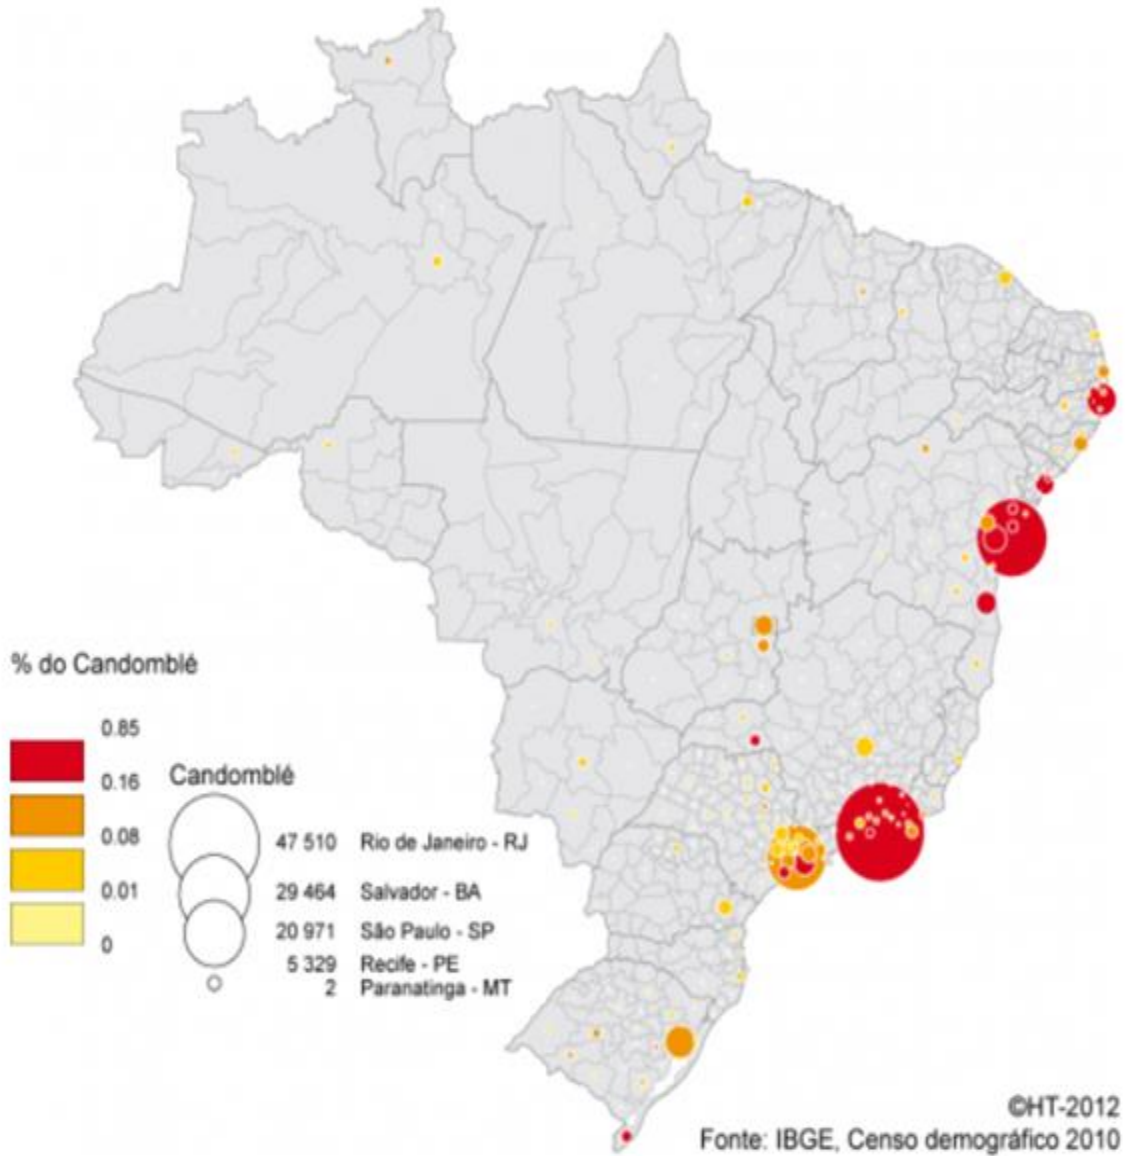 % do Candomblé
0.85
0.16
0.08
0.01
0
Candomblé
47 510 Rio de Janeiro - RJ
29 464 Salvador - BA
20 971 São Paulo - SP
5 329 Recife - PE
2 Paranatinga - MT
©HT-2012
Fonte: IBGE, Censo demográfico 2010